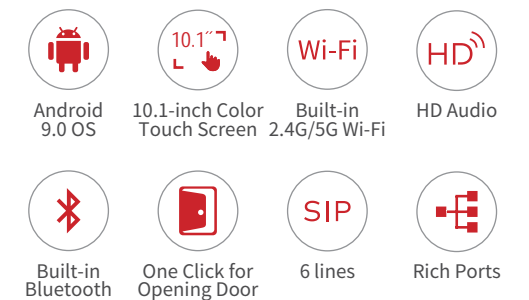 10.1"
Wi-Fi
HD
Android
9.0 OS
10.1-inch Color
Touch Screen
Built-in
2.4G/5G Wi-Fi
HD Audio
SIP
Built-in
Bluetooth
One Click for
Opening Door
6 lines
Rich Ports